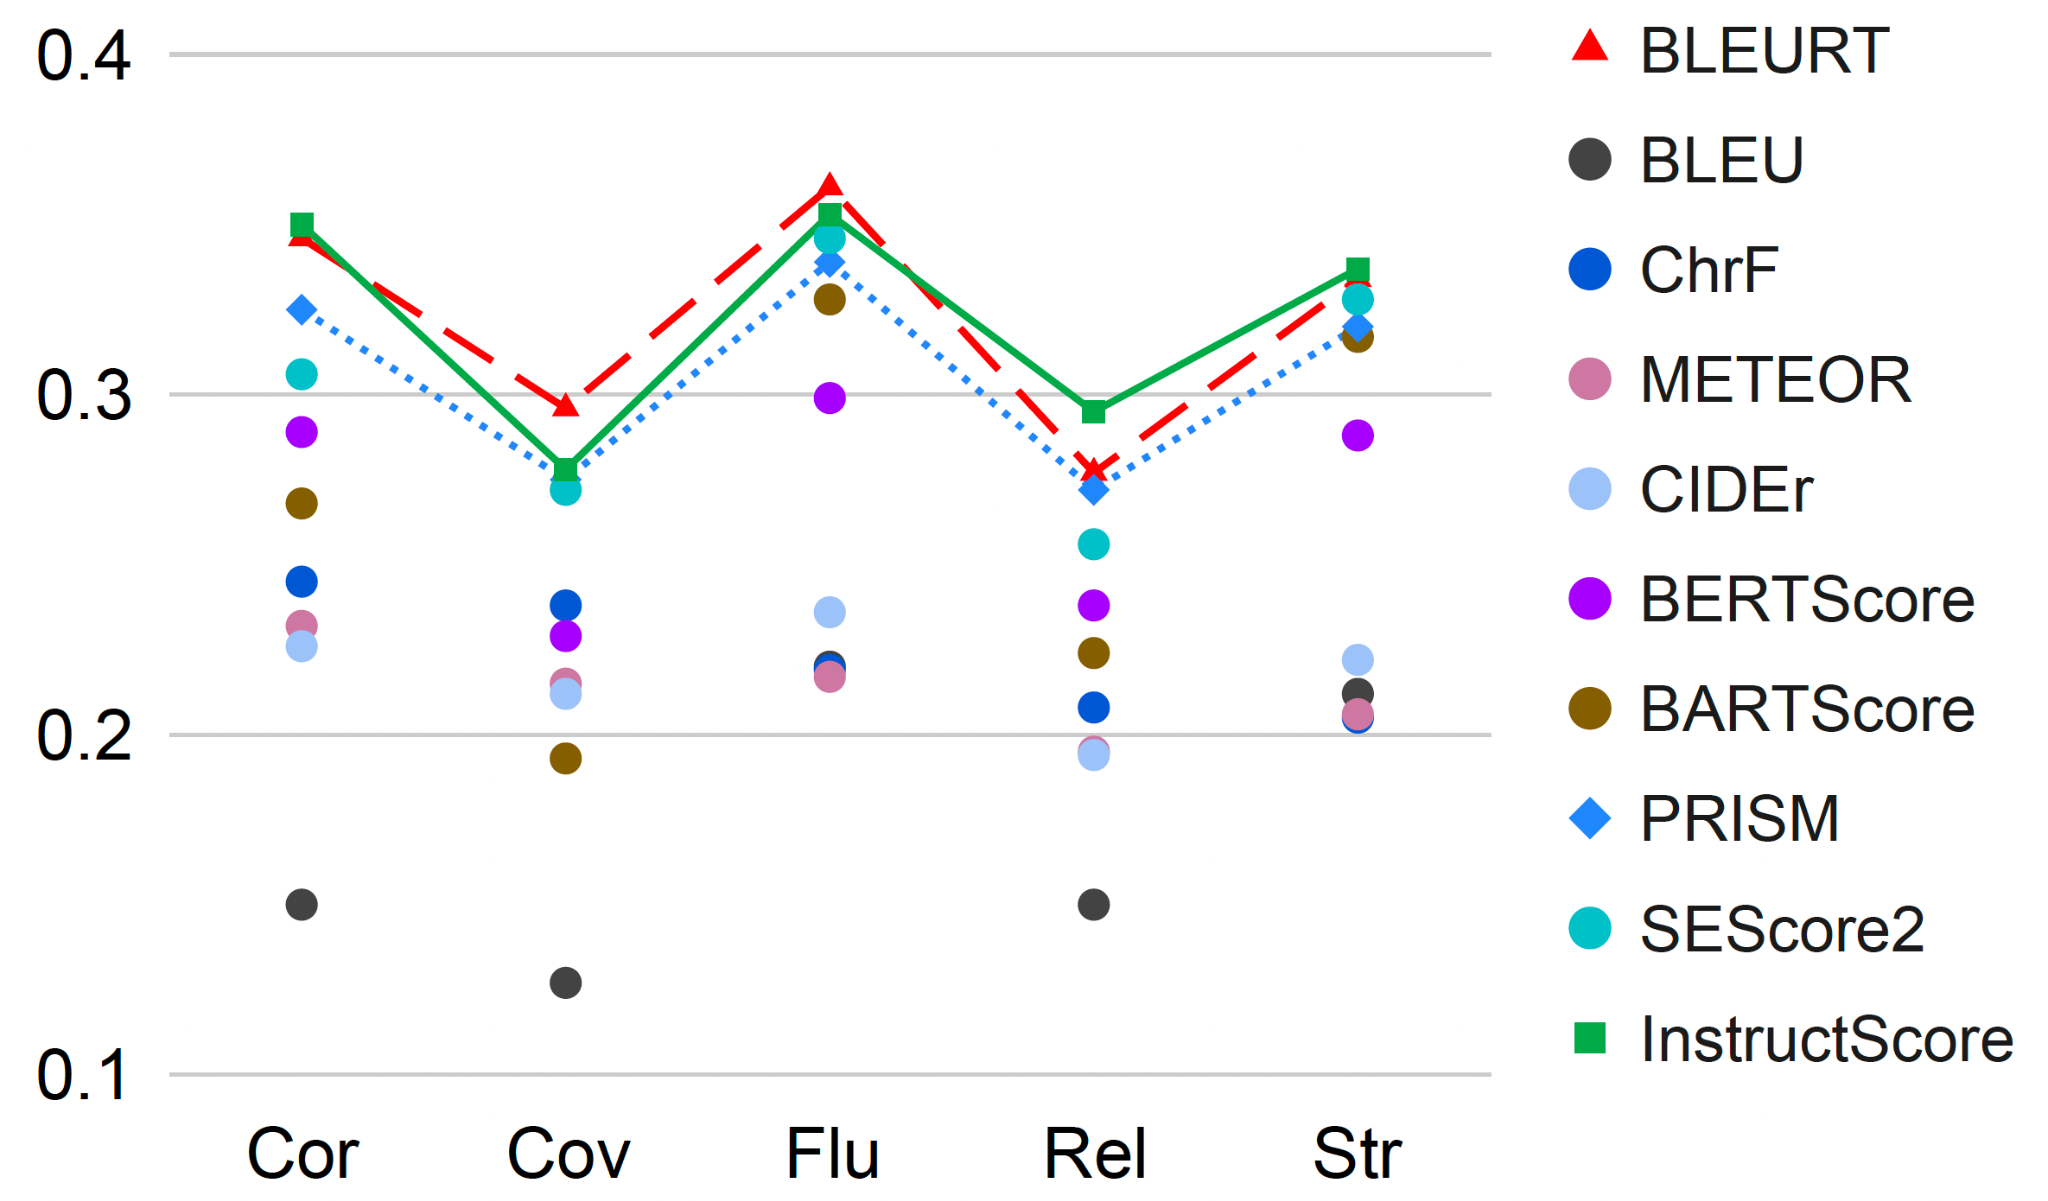 0.4
0.3
0.2
0.1
Cor Cov Flu Rel Str
BLEURT
BLEU
ChrF
METEOR
CIDEr
BERTScore
BARTScore
PRISM
SEScore2
InstructScore